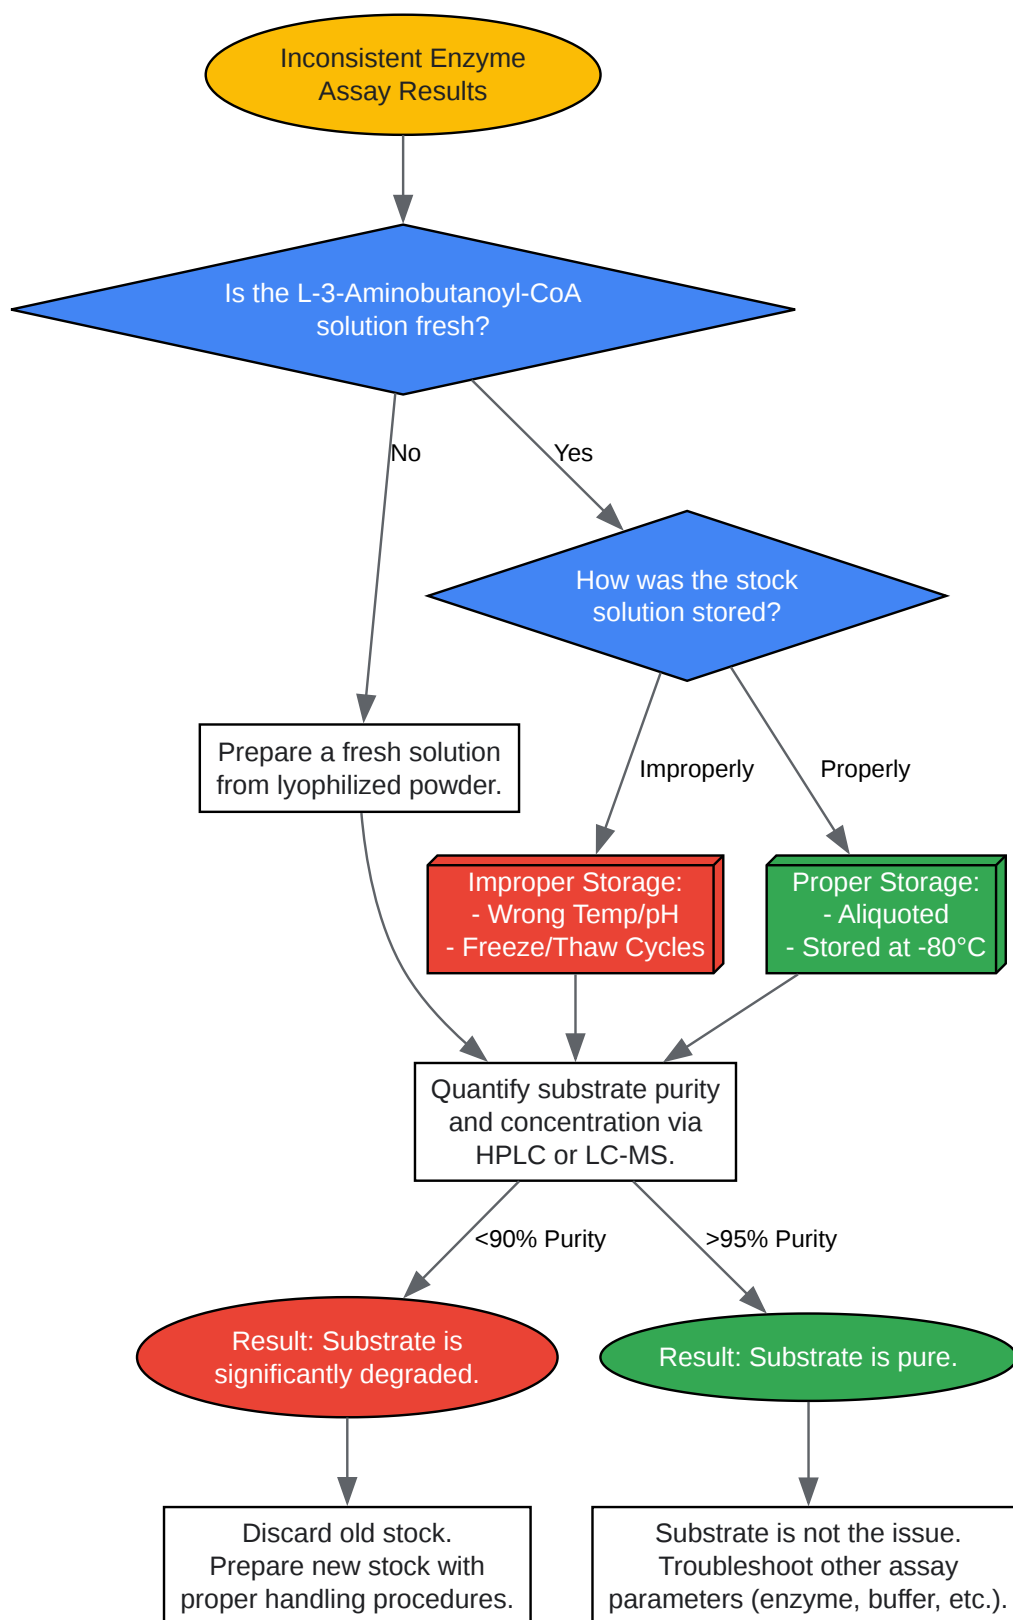 Inconsistent Enzyme
Assay Results
Is the L-3-Aminobutanoyl-CoA
solution fresh?
No
Yes
How was the stock
solution stored?
Prepare a fresh solution
from lyophilized powder.
Improperly
Properly
Improper Storage:
- Wrong Temp/pH
- Freeze/Thaw Cycles
Proper Storage:
- Aliquoted
- Stored at -80°C
Quantify substrate purity
and concentration via
HPLC or LC-MS.
<90% Purity
>95% Purity
Result: Substrate is
significantly degraded.
Result: Substrate is pure.
Discard old stock.
Prepare new stock with
proper handling procedures.
Substrate is not the issue.
Troubleshoot other assay
parameters (enzyme, buffer, etc.).